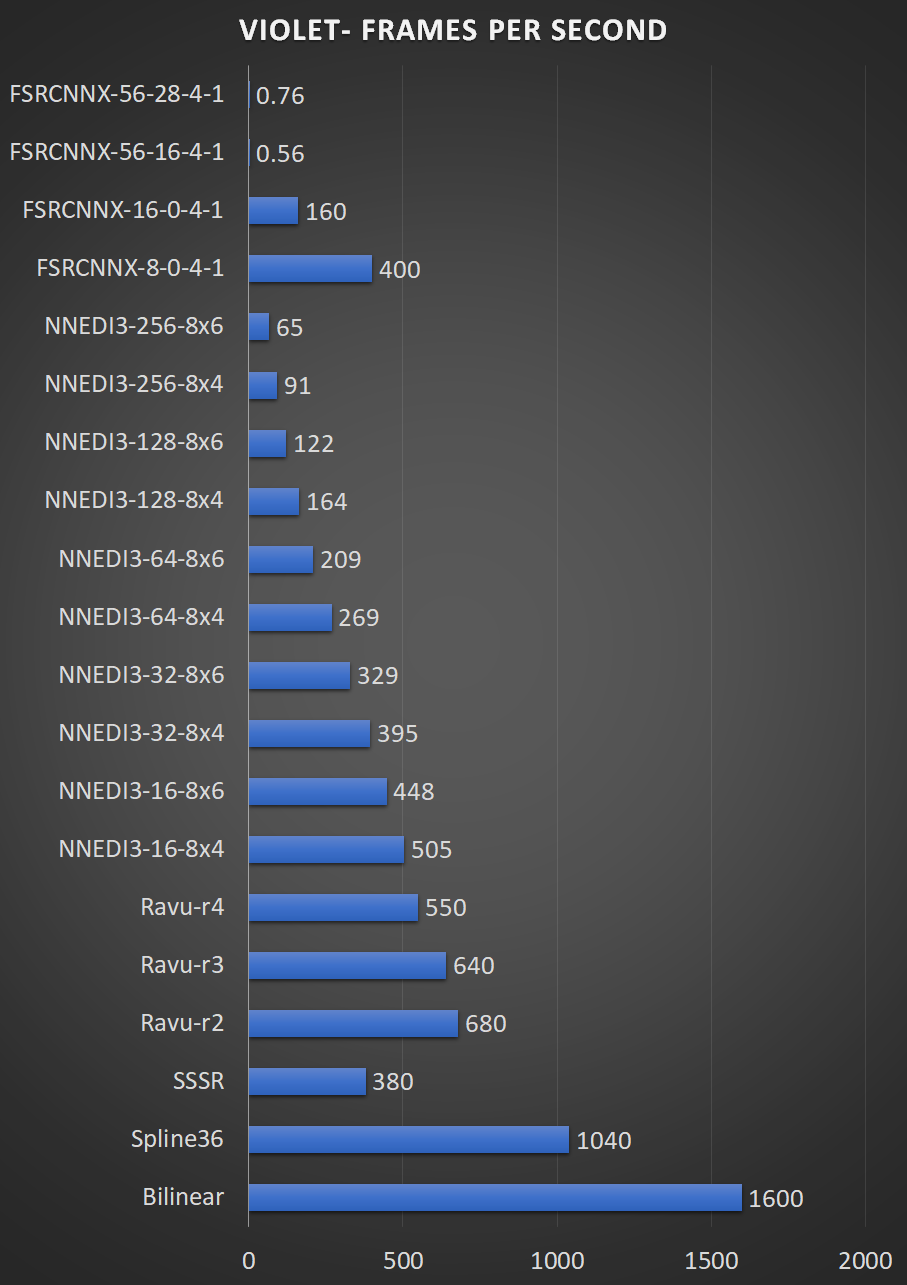 VIOLET- FRAMES PER SECOND
FSRCNNX-56-28-4-1 0.76
FSRCNNX-56-16-4-1 0.56
FSRCNNX-16-0-4-1 160
FSRCNNX-8-0-4-1 400
NNEDI3-256-8x6 65
NNEDI3-256-8x4 91
NNEDI3-128-8x6 122
NNEDI3-128-8x4 164
NNEDI3-64-8x6 209
NNEDI3-64-8x4 269
NNEDI3-32-8x6 329
NNEDI3-32-8x4 395
NNEDI3-16-8x6 448
NNEDI3-16-8x4 505
Ravu-r4 550
Ravu-r3 640
Ravu-r2 680
SSSR 380
Spline36 1040
Bilinear 1600
0 500 1000 1500 2000